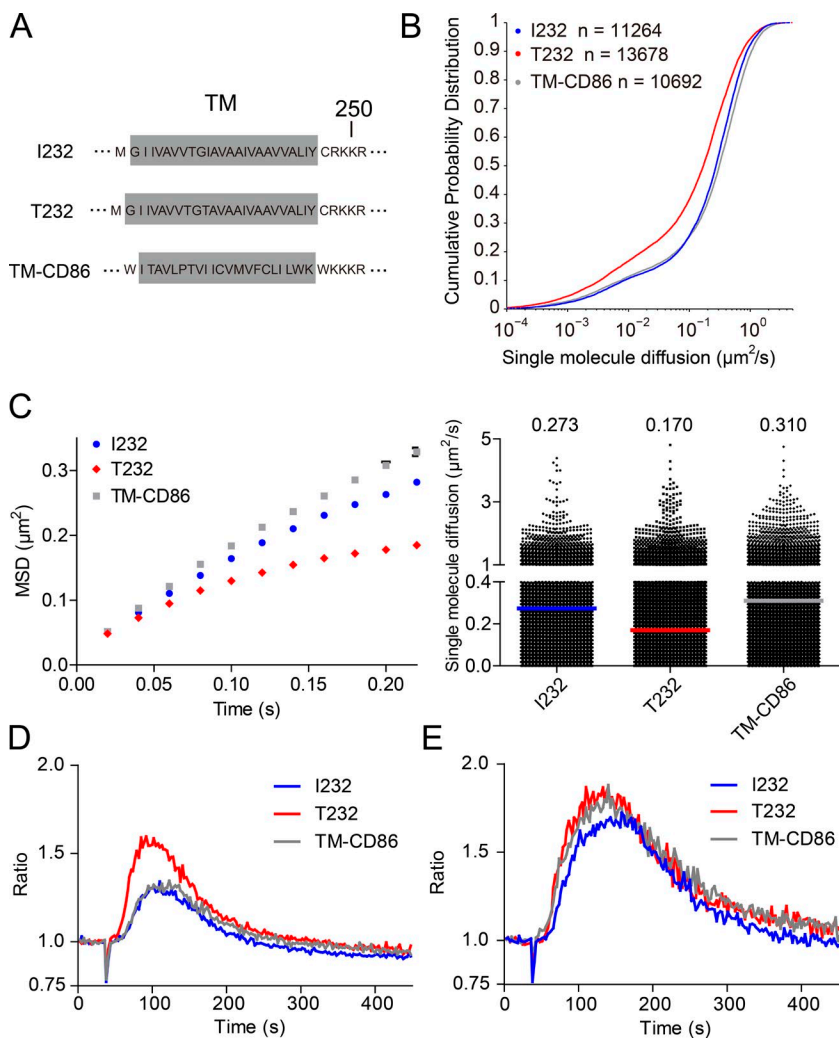 A
TM
250
I232 ··· M GIIVAVVTGIAVAAIVAAVVALIY CRKKR ···
T232 ··· M GIIVAVVTGTAVAAIVAAVVALIY CRKKR ···
TM-CD86 ··· W ITAVLPTVIICVMVFCLILWK WKKKR ···
B
Cumulative Probability Distribution
1
0.9
0.8
0.7
0.6
0.5
0.4
0.3
0.2
0.1
0
I232 n = 11264
T232 n = 13678
TM-CD86 n = 10692
10⁻⁴ 10⁻³ 10⁻² 10⁻¹ 10⁰
Single molecule diffusion (µm²/s)
C
MSD (µm²)
0.3
0.2
0.1
0.0
I232
T232
TM-CD86
0.00 0.05 0.10 0.15 0.20
Time (s)
Single molecule diffusion (µm²/s)
0.273 0.170 0.310
5
3
1
0.4
0.2
0.0
I232 T232 TM-CD86
D
Ratio
2.0
1.5
1.0
0.75
I232
T232
TM-CD86
0 100 200 300 400
Time (s)
E
Ratio
2.0
1.5
1.0
0.75
I232
T232
TM-CD86
0 100 200 300 400
Time (s)